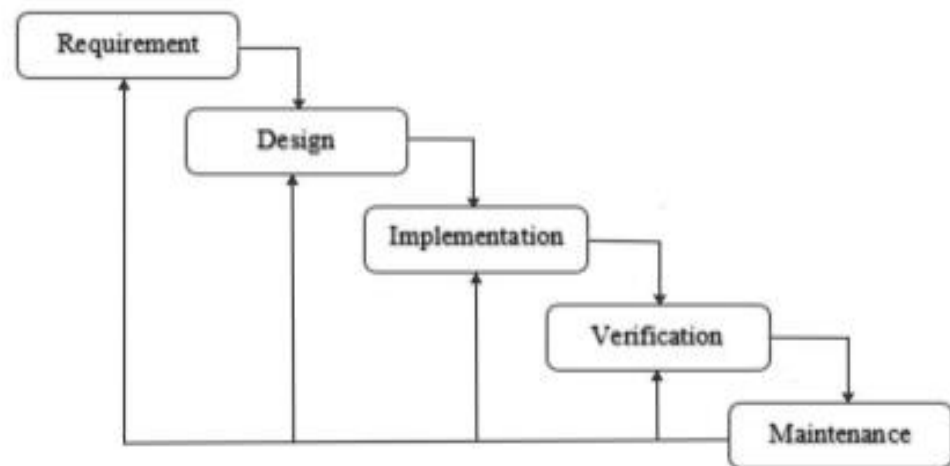 Requirement
Design
Implementation
Verification
Maintenance